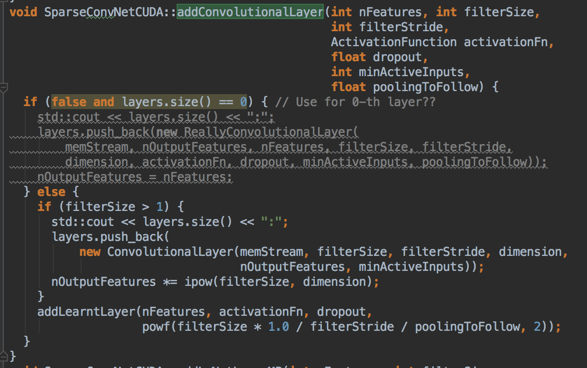 void SparseConvNetCUDA::addConvolutionalLayer(int nFeatures, int filterSize,
int filterStride,
ActivationFunction activationFn,
float dropout,
int minActiveInputs,
float poolingToFollow) {
if (false and layers.size() == 0) { // Use for 0-th layer??
std::cout << layers.size() << ":";
layers.push_back(new ReallyConvolutionalLayer(
memStream, nOutputFeatures, nFeatures, filterSize, filterStride,
dimension, activationFn, dropout, minActiveInputs, poolingToFollow));
nOutputFeatures = nFeatures;
} else {
if (filterSize > 1) {
std::cout << layers.size() << ":";
layers.push_back(
new ConvolutionalLayer(memStream, filterSize, filterStride, dimension,
nOutputFeatures, minActiveInputs));
nOutputFeatures *= ipow(filterSize, dimension);
}
addLearntLayer(nFeatures, activationFn, dropout,
powf(filterSize * 1.0 / filterStride / poolingToFollow, 2));
}
}